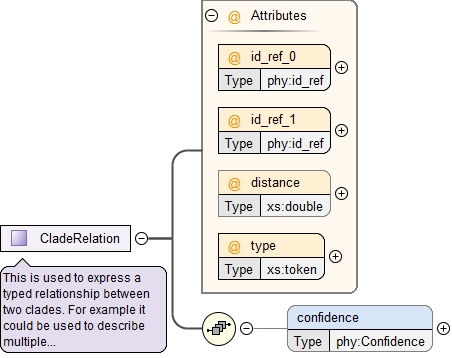 @ Attributes
@ id_ref_0
Type phy:id_ref
@ id_ref_1
Type phy:id_ref
@ distance
Type xs:double
@ type
Type xs:token
CladeRelation
This is used to express a
typed relationship between
two clades. For example it
could be used to describe
multiple...
confidence
Type phy:Confidence